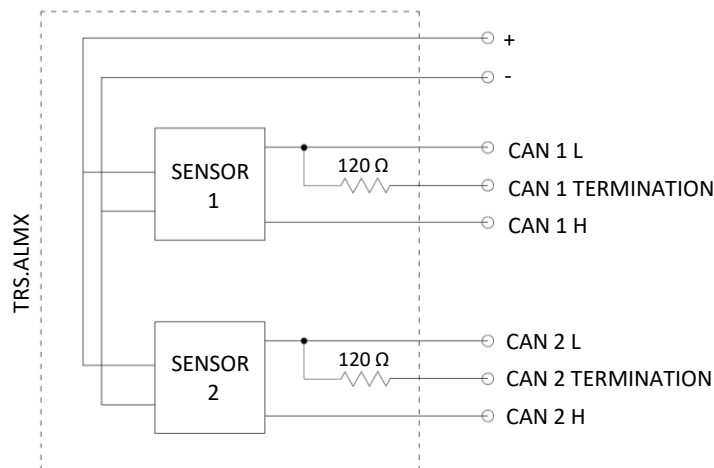 +
-
CAN 1 L
120 Ω
SENSOR
1
CAN 1 TERMINATION
CAN 1 H
TRS.ALMX
CAN 2 L
120 Ω
SENSOR
2
CAN 2 TERMINATION
CAN 2 H